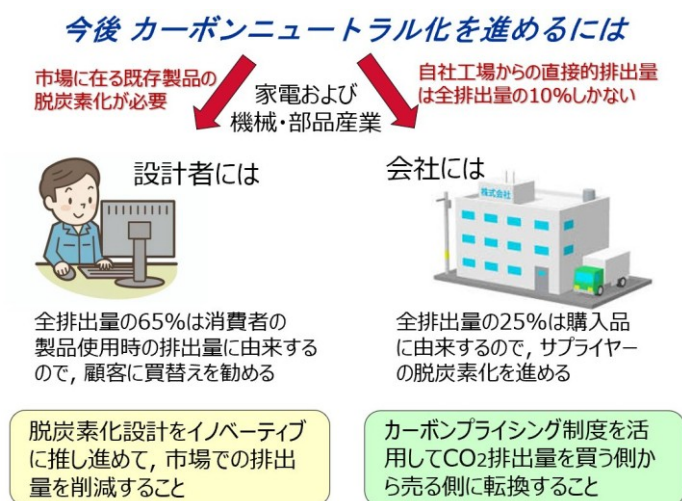 今後 カーボンニュートラル化を進めるには
市場に在る既存製品の
脱炭素化が必要
家電および
機械・部品産業
自社工場からの直接的排出量
は全排出量の10%しかない
設計者には
会社には
株式会社
全排出量の65%は消費者の
製品使用時の排出量に由来する
ので, 顧客に買替えを勧める
全排出量の25%は購入品
に由来するので, サプライヤー
の脱炭素化を進める
脱炭素化設計をイノベーティブ
に推し進めて, 市場での排出
量を削減すること
カーボンプライシング制度を活
用してCO2排出量を買う側か
ら売る側に転換すること